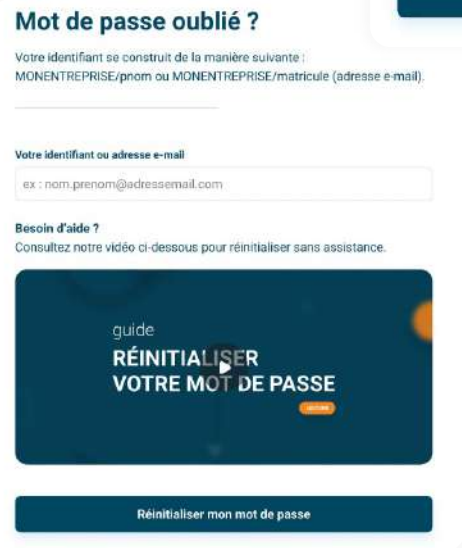 Mot de passe oublié ?
Votre identifiant se construit de la manière suivante :
MONENTREPRISE/pnom ou MONENTREPRISE/matricule (adresse e-mail).
Votre identifiant ou adresse e-mail
ex : nom.prenom@adressemail.com
Besoin d'aide ?
Consultez notre vidéo ci-dessous pour réinitialiser sans assistance.
guide
RÉINITIALISER
VOTRE MOT DE PASSE
Réinitialiser mon mot de passe